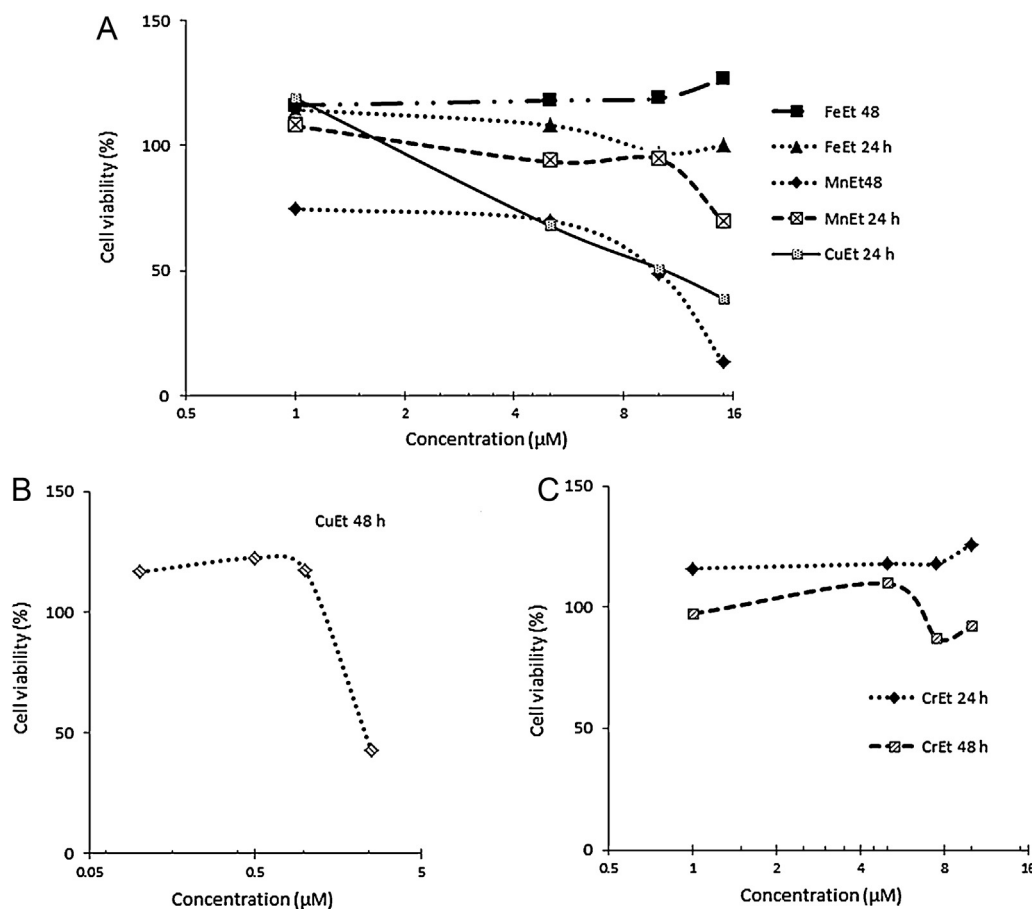 A
150
100
50
0
Cell viability (%)
0.5 1 2 4 8 16
Concentration (µM)
FeEt 48
FeEt 24 h
MnEt48
MnEt 24 h
CuEt 24 h
B
150
100
50
0
Cell viability (%)
CuEt 48 h
0.05 0.5 5
Concentration (µM)
C
150
100
50
0
Cell viability (%)
CrEt 24 h
CrEt 48 h
0.5 1 2 4 8 16
Concentration (µM)